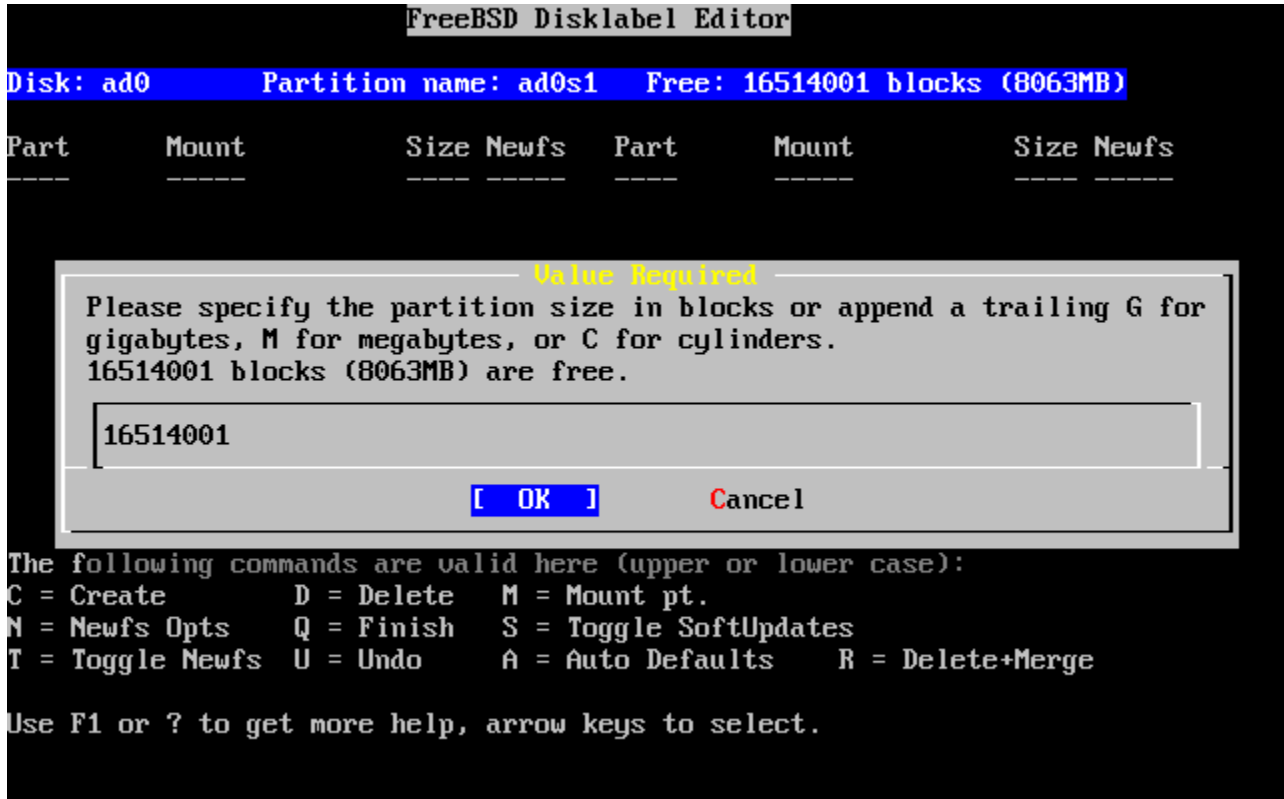 FreeBSD Disklabel Editor
Disk: ad0 Partition name: ad0s1 Free: 16514001 blocks (8063MB)
Part Mount Size Newfs Part Mount Size Newfs
---- ----- ---- ----- ---- ----- ---- -----
Value Required
Please specify the partition size in blocks or append a trailing G for
gigabytes, M for megabytes, or C for cylinders.
16514001 blocks (8063MB) are free.
16514001
[ OK ] Cancel
The following commands are valid here (upper or lower case):
C = Create D = Delete M = Mount pt.
N = Newfs Opts Q = Finish S = Toggle SoftUpdates
T = Toggle Newfs U = Undo A = Auto Defaults R = Delete+Merge
Use F1 or ? to get more help, arrow keys to select.